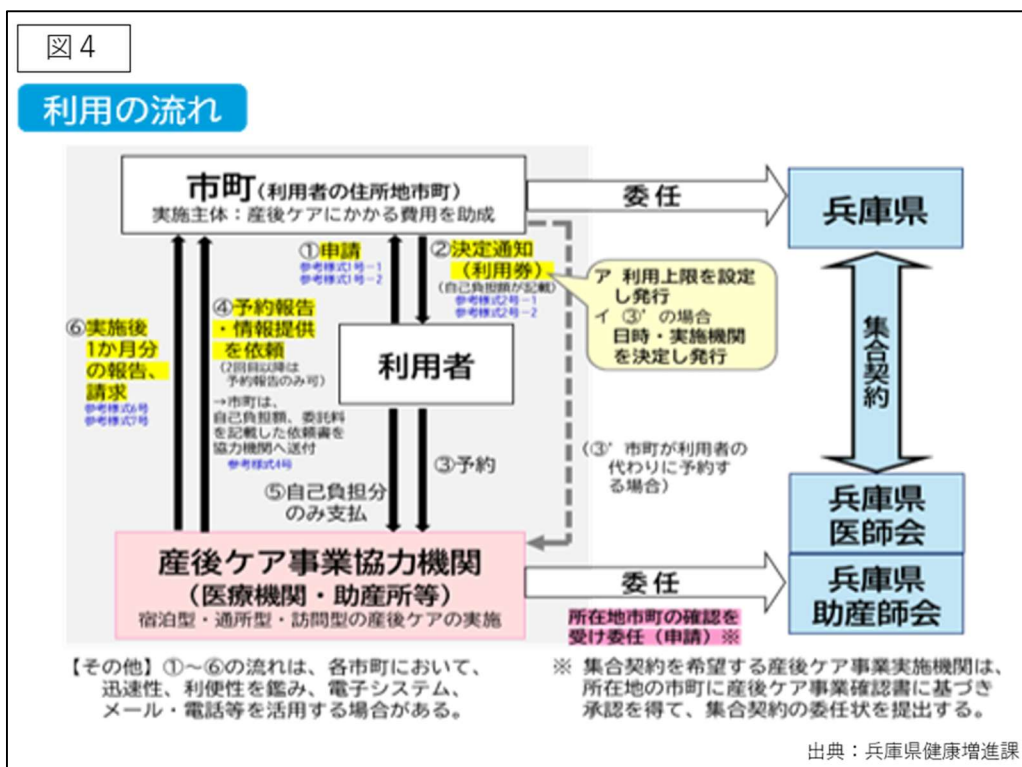 図４
利用の流れ
市町(利用者の住所地市町)
実施主体：産後ケアにかかる費用を助成
委任
兵庫県
①申請
参考様式1号－1
参考様式1号－2
②決定通知
（利用券）
(自己負担額が記載)
参考様式2号－1
参考様式2号－2
ア 利用上限を設定
し発行
イ ③’の場合
日時・実施機関
を決定し発行
⑥実施後
1か月分
の報告、
請求
参考様式6号
参考様式7号
④予約報告
・情報提供
を依頼
(2回目以降は
予約報告のみ可)
→市町は、
自己負担額、委託料
を記載した依頼書を
協力機関へ送付
参考様式4号
利用者
集合契約
③予約
(③’市町が利用者の
代わりに予約す
る場合)
⑤自己負担分
のみ支払
兵庫県
医師会
産後ケア事業協力機関
(医療機関・助産所等)
宿泊型・通所型・訪問型の産後ケアの実施
委任
兵庫県
助産師会
所在地市町の確認を
受け委任（申請）※
【その他】①～⑥の流れは、各市町において、
迅速性、利便性を鑑み、電子システム、
メール・電話等を活用する場合がある。
※ 集合契約を希望する産後ケア事業実施機関は、
所在地の市町に産後ケア事業確認書に基づき
承認を得て、集合契約の委任状を提出する。
出典：兵庫県健康増進課